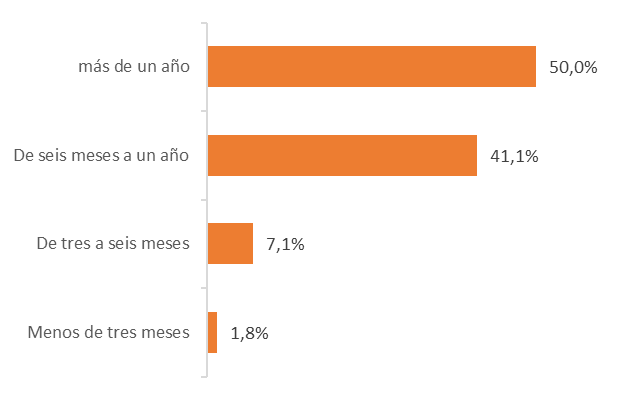 más de un año 50,0%
De seis meses a un año 41,1%
De tres a seis meses 7,1%
Menos de tres meses 1,8%